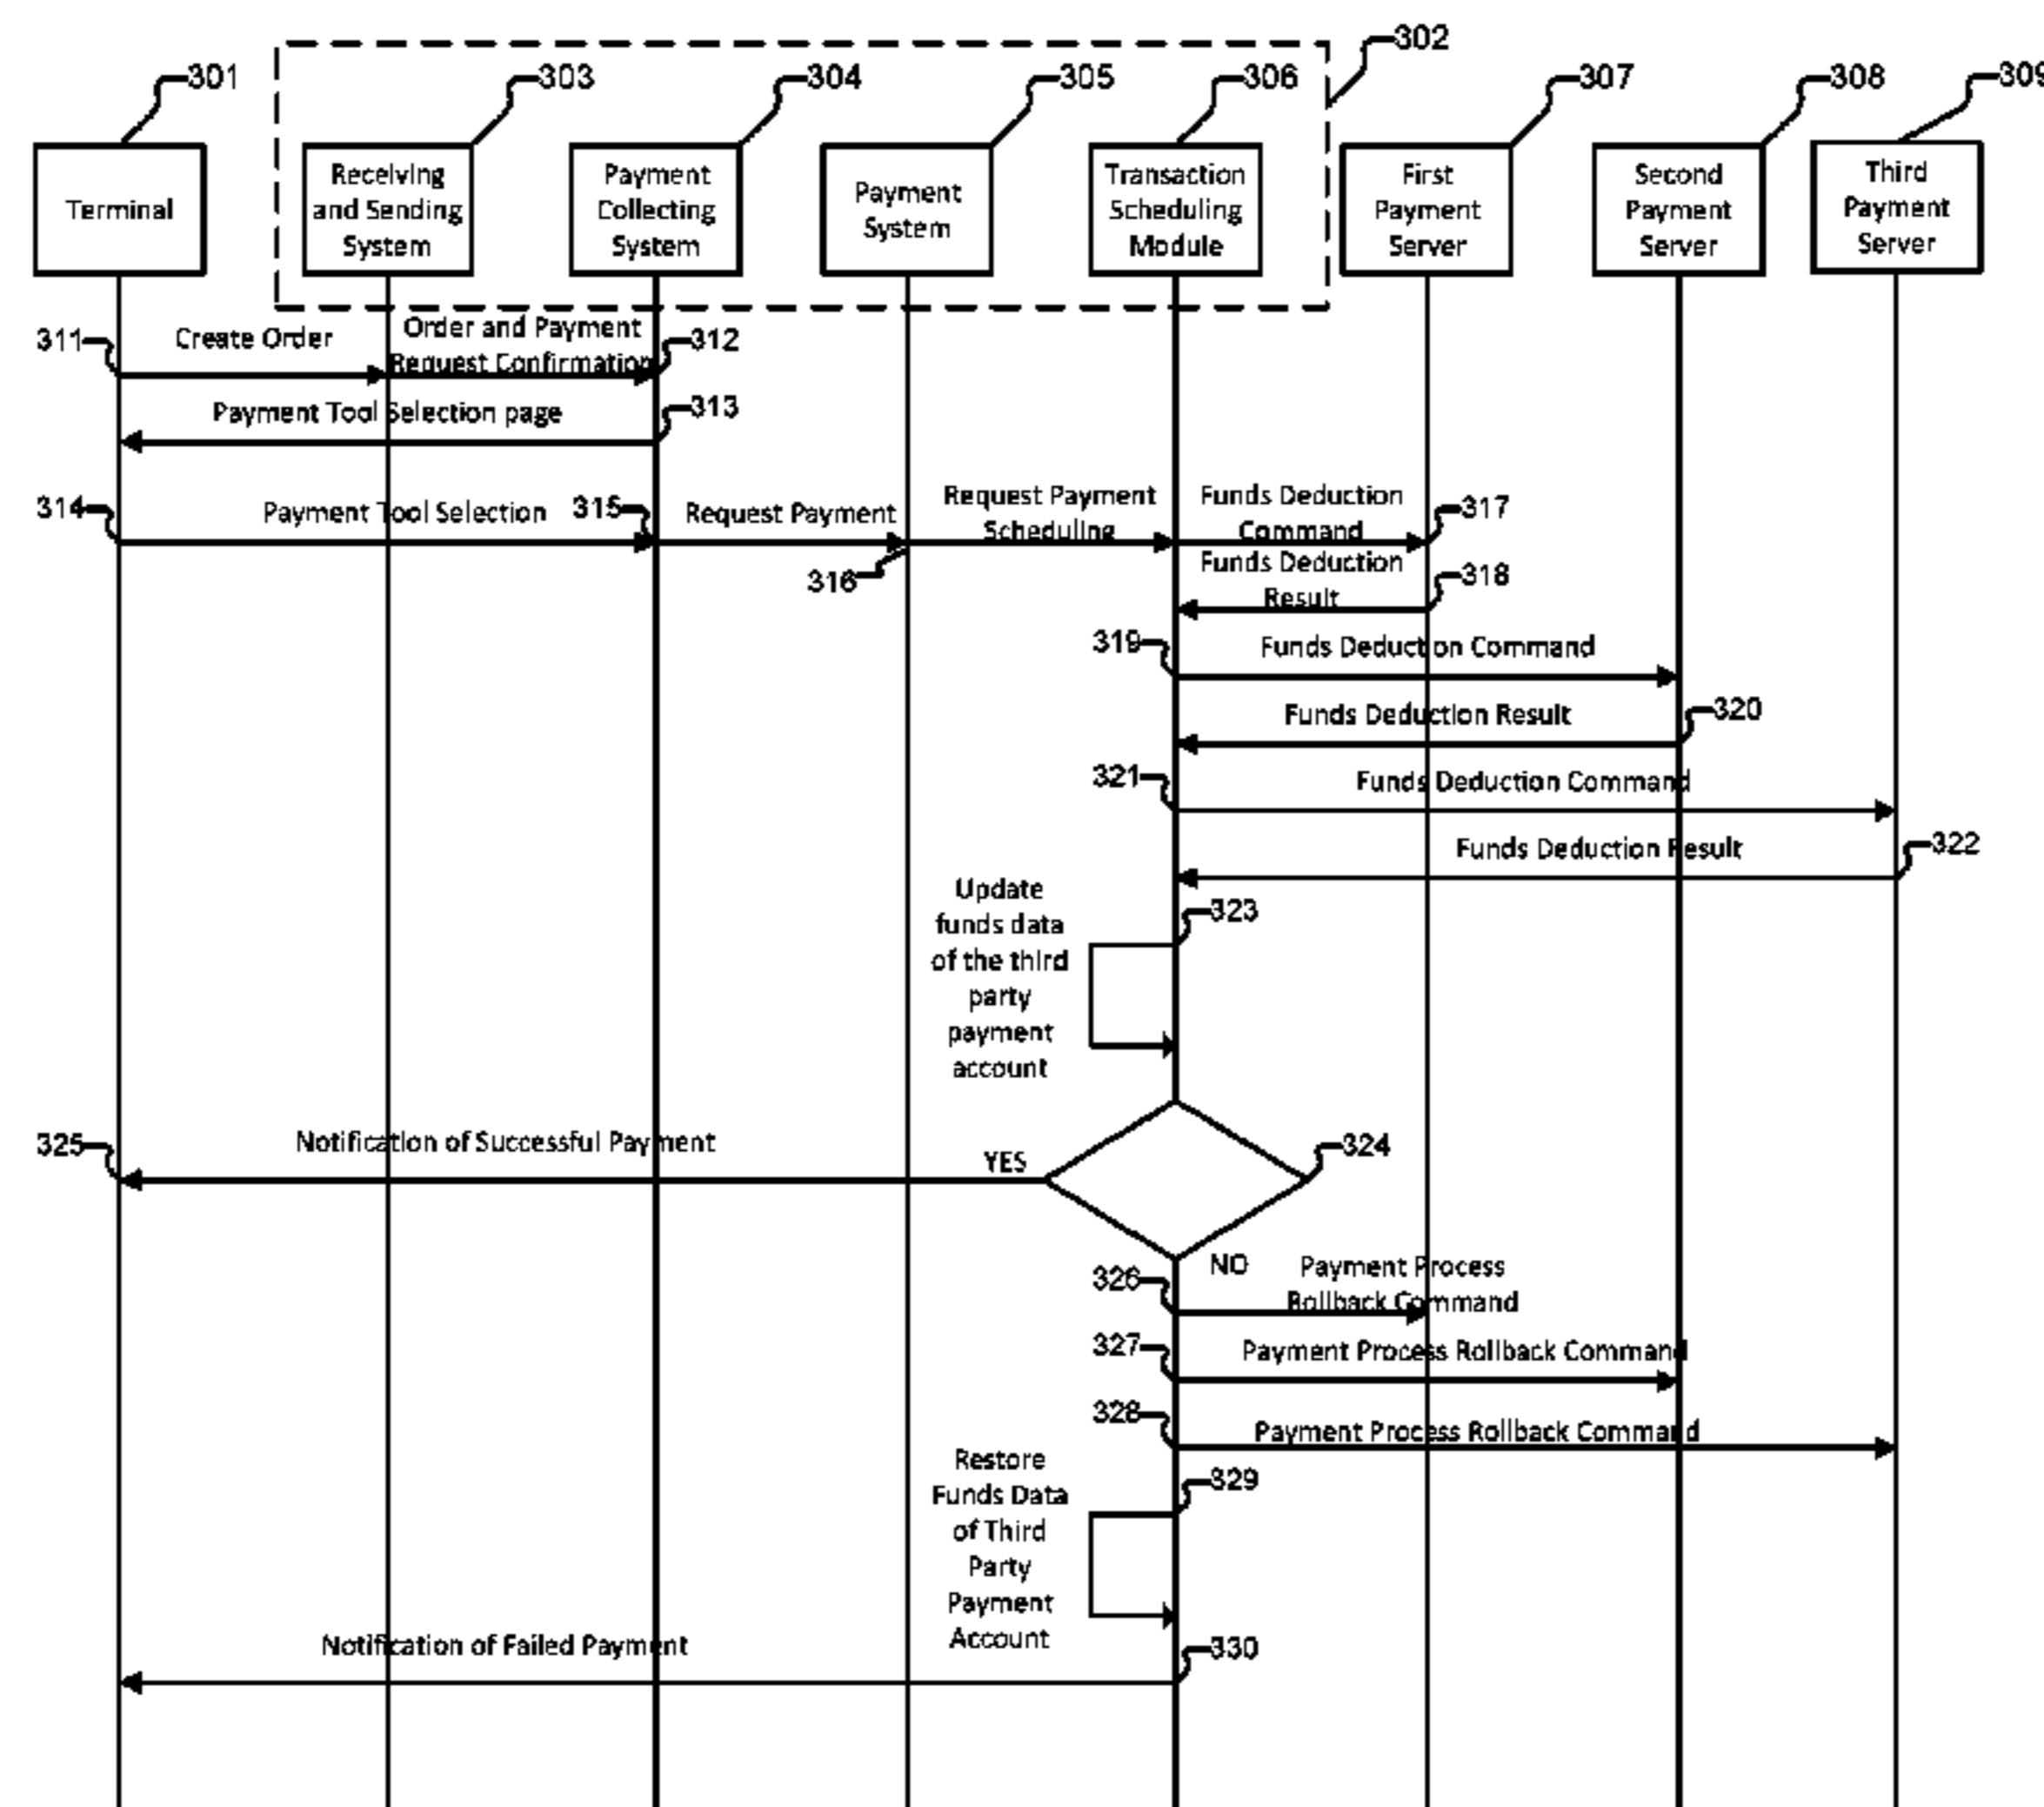 302
301
303
304
305
306
307
308
309
Terminal
Receiving
and Sending
System
Payment
Collecting
System
Payment
System
Transaction
Scheduling
Module
First
Payment
Server
Second
Payment
Server
Third
Payment
Server
311
Create Order
Order and Payment
Request Confirmation
312
Payment Tool Selection page
313
314
Payment Tool Selection
315
Request Payment
316
Request Payment
Scheduling
Funds Deduction
Command
317
Funds Deduction
Result
318
319
Funds Deduction Command
Funds Deduction Result
320
321
Funds Deduction Command
Funds Deduction Result
322
Update
funds data
of the third
party
payment
account
323
325
Notification of Successful Payment
YES
324
NO
326
Payment Process
Rollback Command
327
Payment Process Rollback Command
328
Payment Process Rollback Command
Restore
Funds Data
of Third
Party
Payment
Account
329
Notification of Failed Payment
330